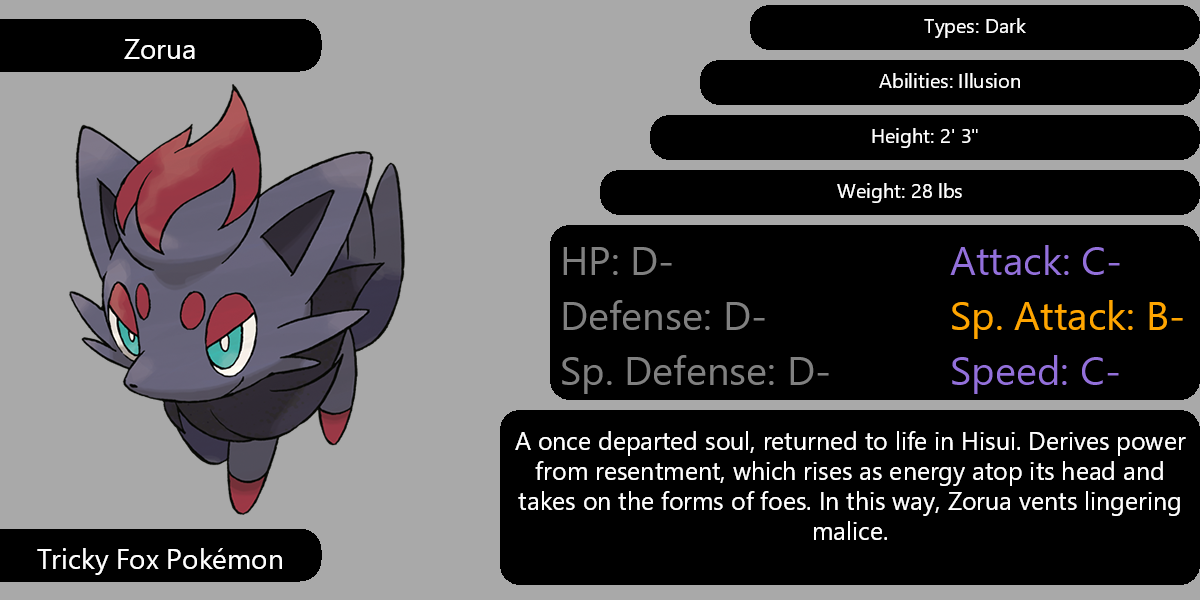 Zorua
Types: Dark
Abilities: Illusion
Height: 2' 3"
Weight: 28 lbs
HP: D-
Attack: C-
Defense: D-
Sp. Attack: B-
Sp. Defense: D-
Speed: C-
A once departed soul, returned to life in Hisui. Derives power
from resentment, which rises as energy atop its head and
takes on the forms of foes. In this way, Zorua vents lingering
malice.
Tricky Fox Pokémon